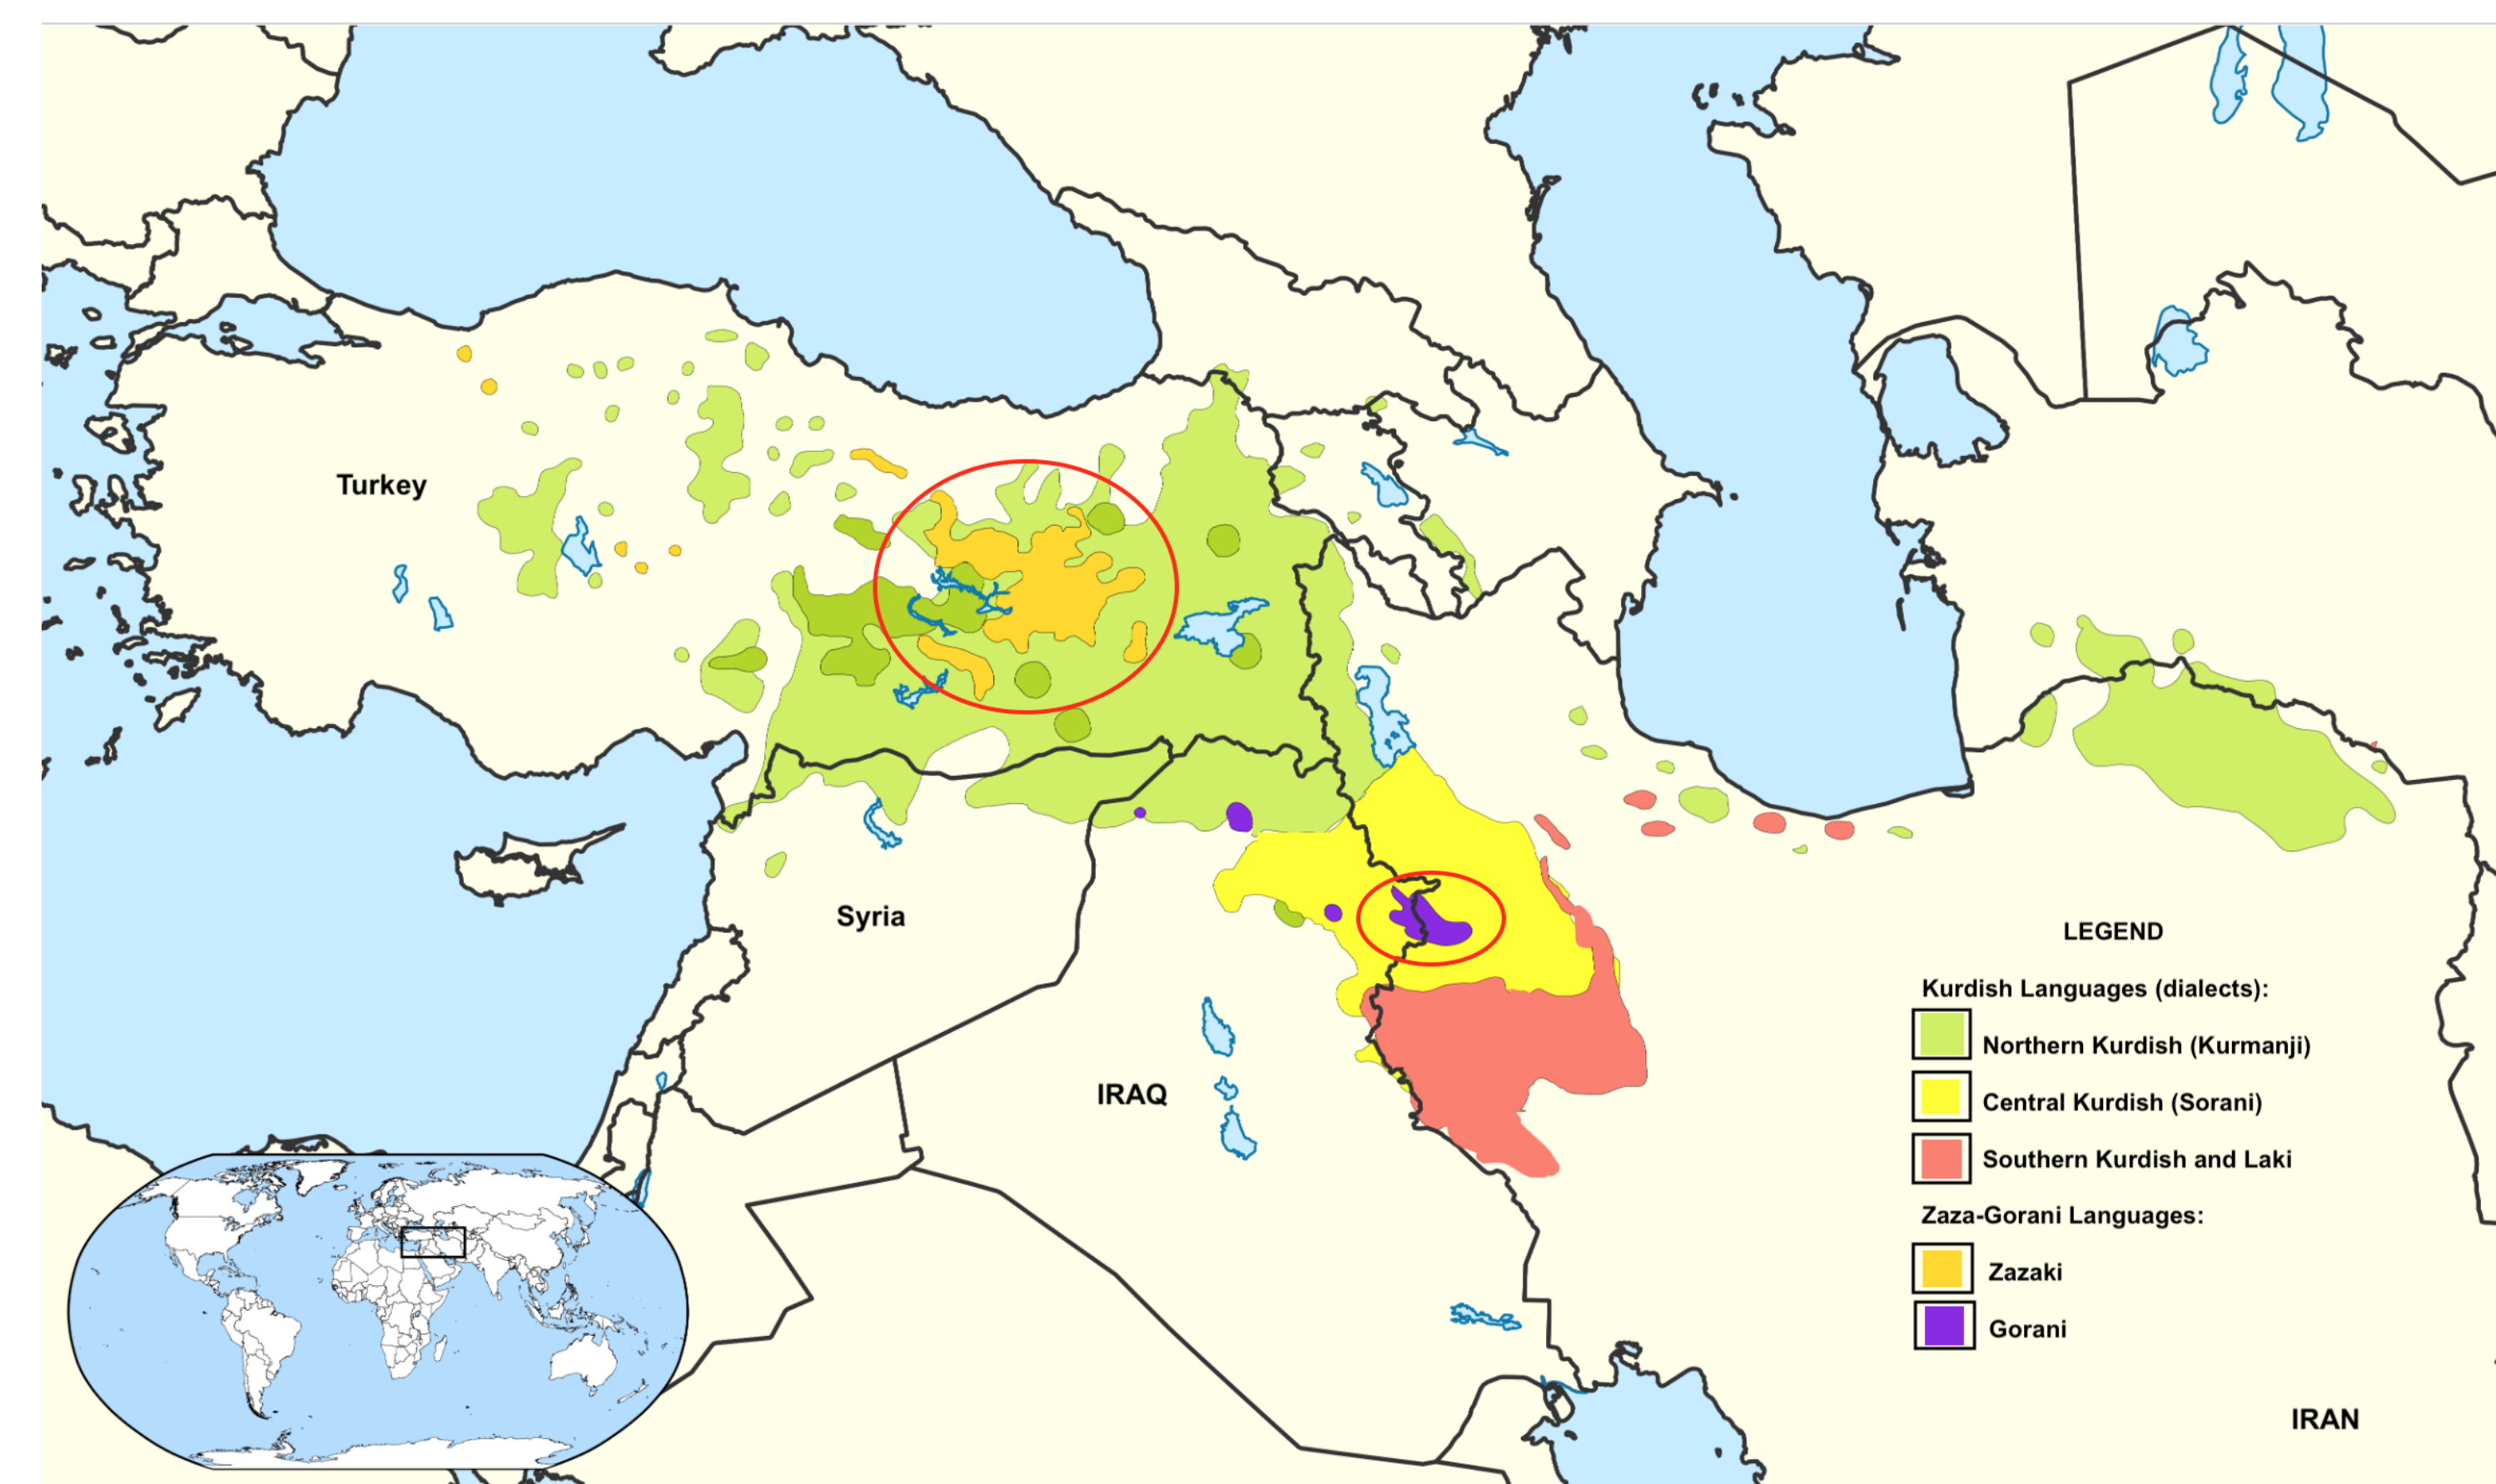 Turkey
Syria
IRAQ
LEGEND
Kurdish Languages (dialects):
Northern Kurdish (Kurmanji)
Central Kurdish (Sorani)
Southern Kurdish and Laki
Zaza-Gorani Languages:
Zazaki
Gorani
IRAN